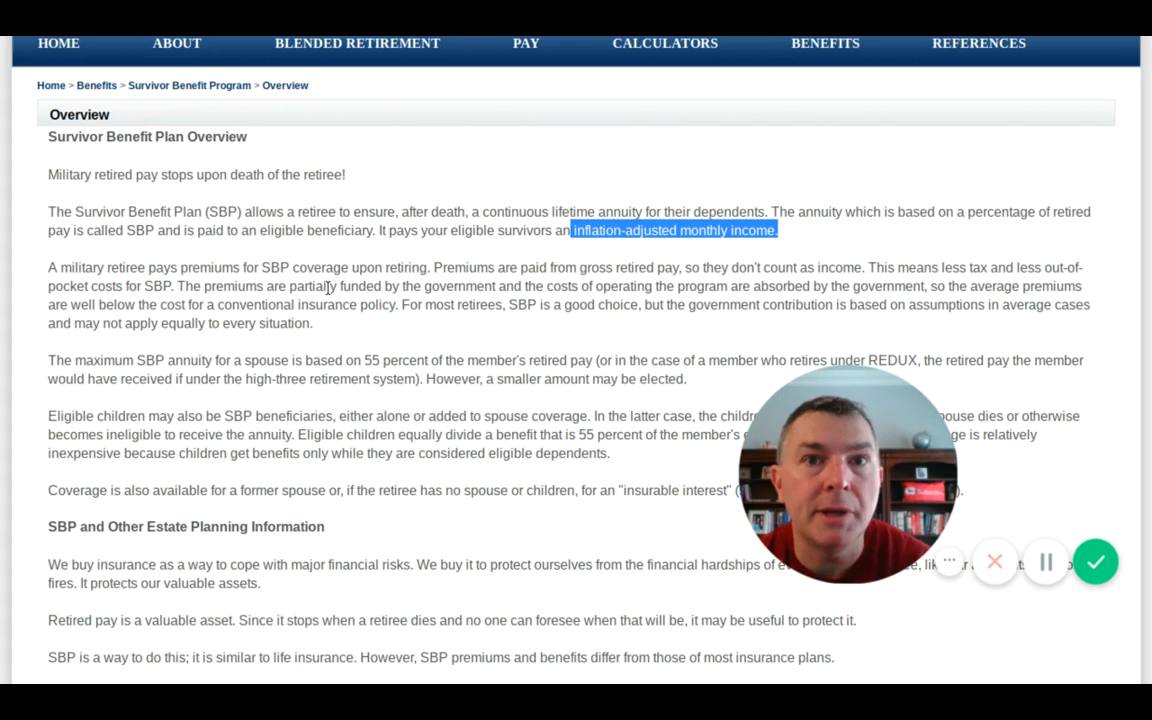 HOME ABOUT BLENDED RETIREMENT PAY CALCULATORS BENEFITS REFERENCES
Home > Benefits > Survivor Benefit Program > Overview
Overview
Survivor Benefit Plan Overview
Military retired pay stops upon death of the retiree!
The Survivor Benefit Plan (SBP) allows a retiree to ensure, after death, a continuous lifetime annuity for their dependents. The annuity which is based on a percentage of retired
pay is called SBP and is paid to an eligible beneficiary. It pays your eligible survivors an inflation-adjusted monthly income.
A military retiree pays premiums for SBP coverage upon retiring. Premiums are paid from gross retired pay, so they don't count as income. This means less tax and less out-of-
pocket costs for SBP. The premiums are partially funded by the government and the costs of operating the program are absorbed by the government, so the average premiums
are well below the cost for a conventional insurance policy. For most retirees, SBP is a good choice, but the government contribution is based on assumptions in average cases
and may not apply equally to every situation.
The maximum SBP annuity for a spouse is based on 55 percent of the member's retired pay (or in the case of a member who retires under REDUX, the retired pay the member
would have received if under the high-three retirement system). However, a smaller amount may be elected.
Eligible children may also be SBP beneficiaries, either alone or added to spouse coverage. In the latter case, the dies or otherwise
becomes ineligible to receive the annuity. Eligible children equally divide a benefit that is 55 percent of the member's is relatively
inexpensive because children get benefits only while they are considered eligible dependents.
Coverage is also available for a former spouse or, if the retiree has no spouse or children, for an "insurable interest" ( ).
SBP and Other Estate Planning Information
We buy insurance as a way to cope with major financial risks. We buy it to protect ourselves from the financial hardships of
fires. It protects our valuable assets.
Retired pay is a valuable asset. Since it stops when a retiree dies and no one can foresee when that will be, it may be useful to protect it.
SBP is a way to do this; it is similar to life insurance. However, SBP premiums and benefits differ from those of most insurance plans.